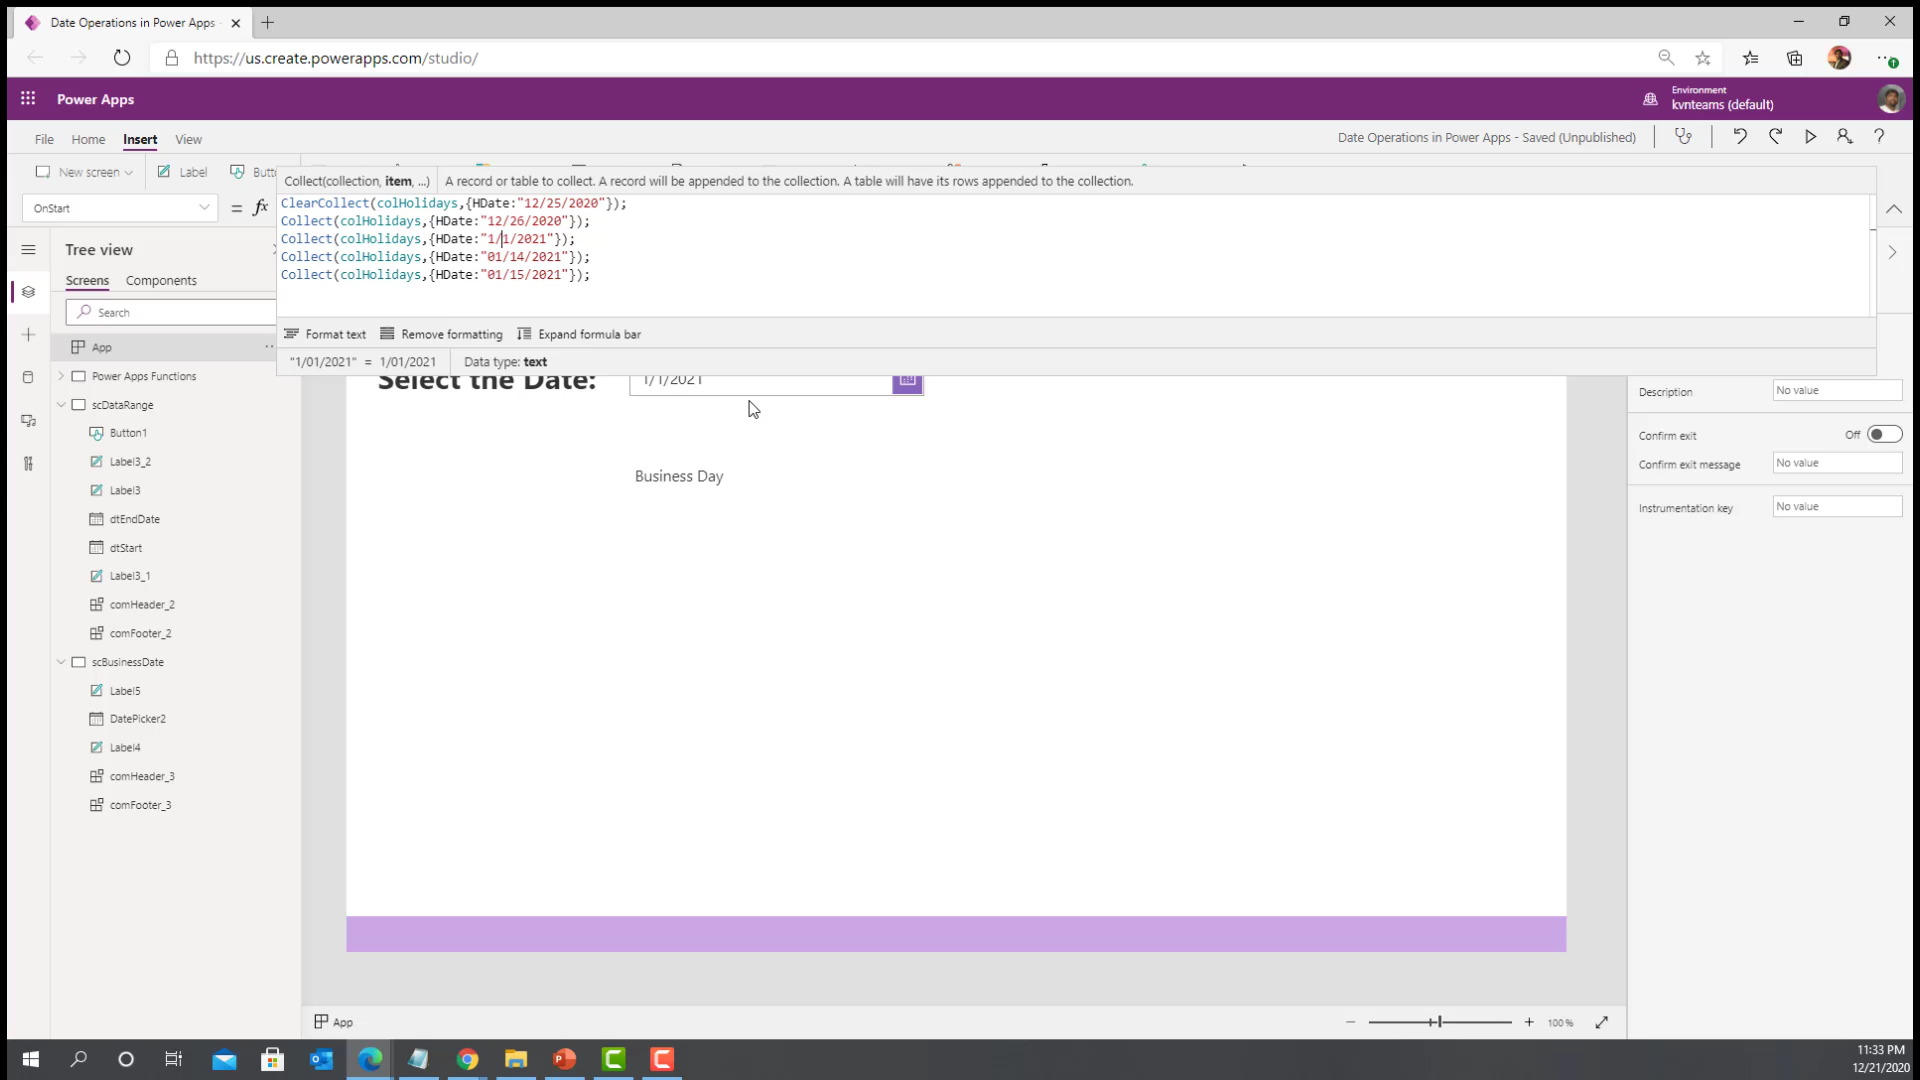 Date Operations in Power Apps
https://us.create.powerapps.com/studio/
Power Apps
Environment
kvnteams (default)
File Home Insert View
Date Operations in Power Apps - Saved (Unpublished)
New screen Label
Collect(collection, item, ...) A record or table to collect. A record will be appended to the collection. A table will have its rows appended to the collection.
OnStart = fx
ClearCollect(colHolidays,{HDate:"12/25/2020"});
Collect(colHolidays,{HDate:"12/26/2020"});
Collect(colHolidays,{HDate:"1/1/2021"});
Collect(colHolidays,{HDate:"01/14/2021"});
Collect(colHolidays,{HDate:"01/15/2021"});
Format text Remove formatting Expand formula bar
"1/01/2021" = 1/01/2021 Data type: text
Tree view
Screens Components
Search
App
Power Apps Functions
scDataRange
Button1
Label3_2
Label3
dtEndDate
dtStart
Label3_1
comHeader_2
comFooter_2
scBusinessDate
Label5
DatePicker2
Label4
comHeader_3
comFooter_3
Select the Date: 1/1/2021
Business Day
Description No value
Confirm exit Off
Confirm exit message No value
Instrumentation key No value
App
100 %
11:33 PM
12/21/2020